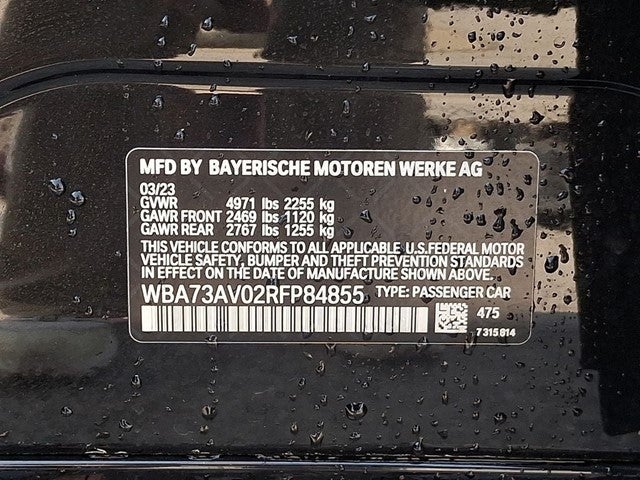 MFD BY BAYERISCHE MOTOREN WERKE AG
03/23
GVWR 4971 lbs 2255 kg
GAWR FRONT 2469 lbs 1120 kg
GAWR REAR 2767 lbs 1255 kg
THIS VEHICLE CONFORMS TO ALL APPLICABLE U.S.FEDERAL MOTOR
VEHICLE SAFETY, BUMPER AND THEFT PREVENTION STANDARDS
IN EFFECT ON THE DATE OF MANUFACTURE SHOWN ABOVE.
WBA73AV02RFP84855 TYPE: PASSENGER CAR
475
7 315 814